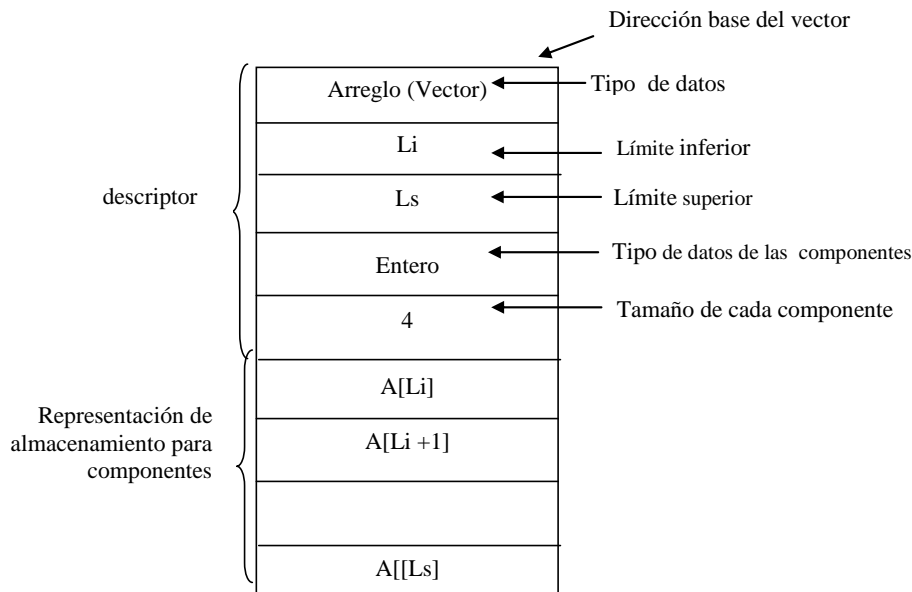 Dirección base del vector
Arreglo (Vector)
Tipo de datos
Li
Límite inferior
descriptor
Ls
Límite superior
Entero
Tipo de datos de las componentes
4
Tamaño de cada componente
A[Li]
Representación de
almacenamiento para
componentes
A[Li +1]
A[[Ls]